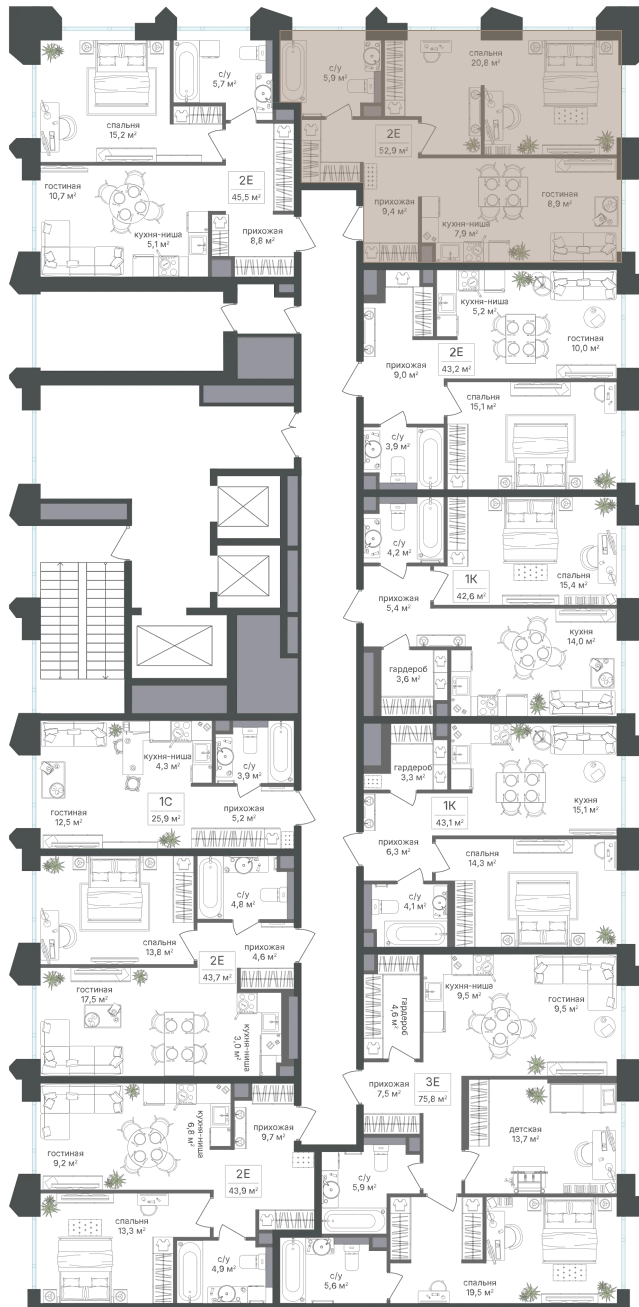 с/у
5,7 м²
спальня
15,2 м²
гостиная
10,7 м²
2Е
45,5 м²
кухня-ниша
5,1 м²
прихожая
8,8 м²
с/у
5,9 м²
спальня
20,8 м²
2Е
52,9 м²
прихожая
9,4 м²
гостиная
8,9 м²
кухня-ниша
7,9 м²
кухня-ниша
5,2 м²
гостиная
10,0 м²
2Е
43,2 м²
прихожая
9,0 м²
спальня
15,1 м²
с/у
3,9 м²
с/у
4,2 м²
1К
42,6 м²
спальня
15,4 м²
прихожая
5,4 м²
кухня
14,0 м²
гардероб
3,6 м²
кухня-ниша
4,3 м²
с/у
3,9 м²
1С
25,9 м²
гостиная
12,5 м²
прихожая
5,2 м²
гардероб
3,3 м²
1К
43,1 м²
кухня
15,1 м²
прихожая
6,3 м²
спальня
14,3 м²
с/у
4,1 м²
с/у
4,8 м²
спальня
13,8 м²
прихожая
4,6 м²
2Е
43,7 м²
гостиная
17,5 м²
кухня-ниша
3,0 м²
гардероб
4,6 м²
кухня-ниша
9,5 м²
гостиная
9,5 м²
прихожая
7,5 м²
3Е
75,8 м²
детская
13,7 м²
с/у
5,9 м²
спальня
19,5 м²
с/у
5,6 м²
кухня-ниша
6,8 м²
прихожая
9,7 м²
гостиная
9,2 м²
2Е
43,9 м²
спальня
13,3 м²
с/у
4,9 м²